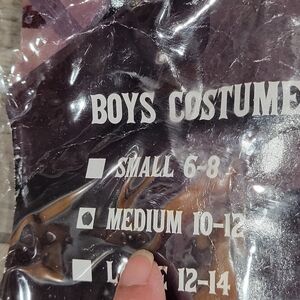 BOYS COSTUME
SMALL 6-8
MEDIUM 10-12
12-14